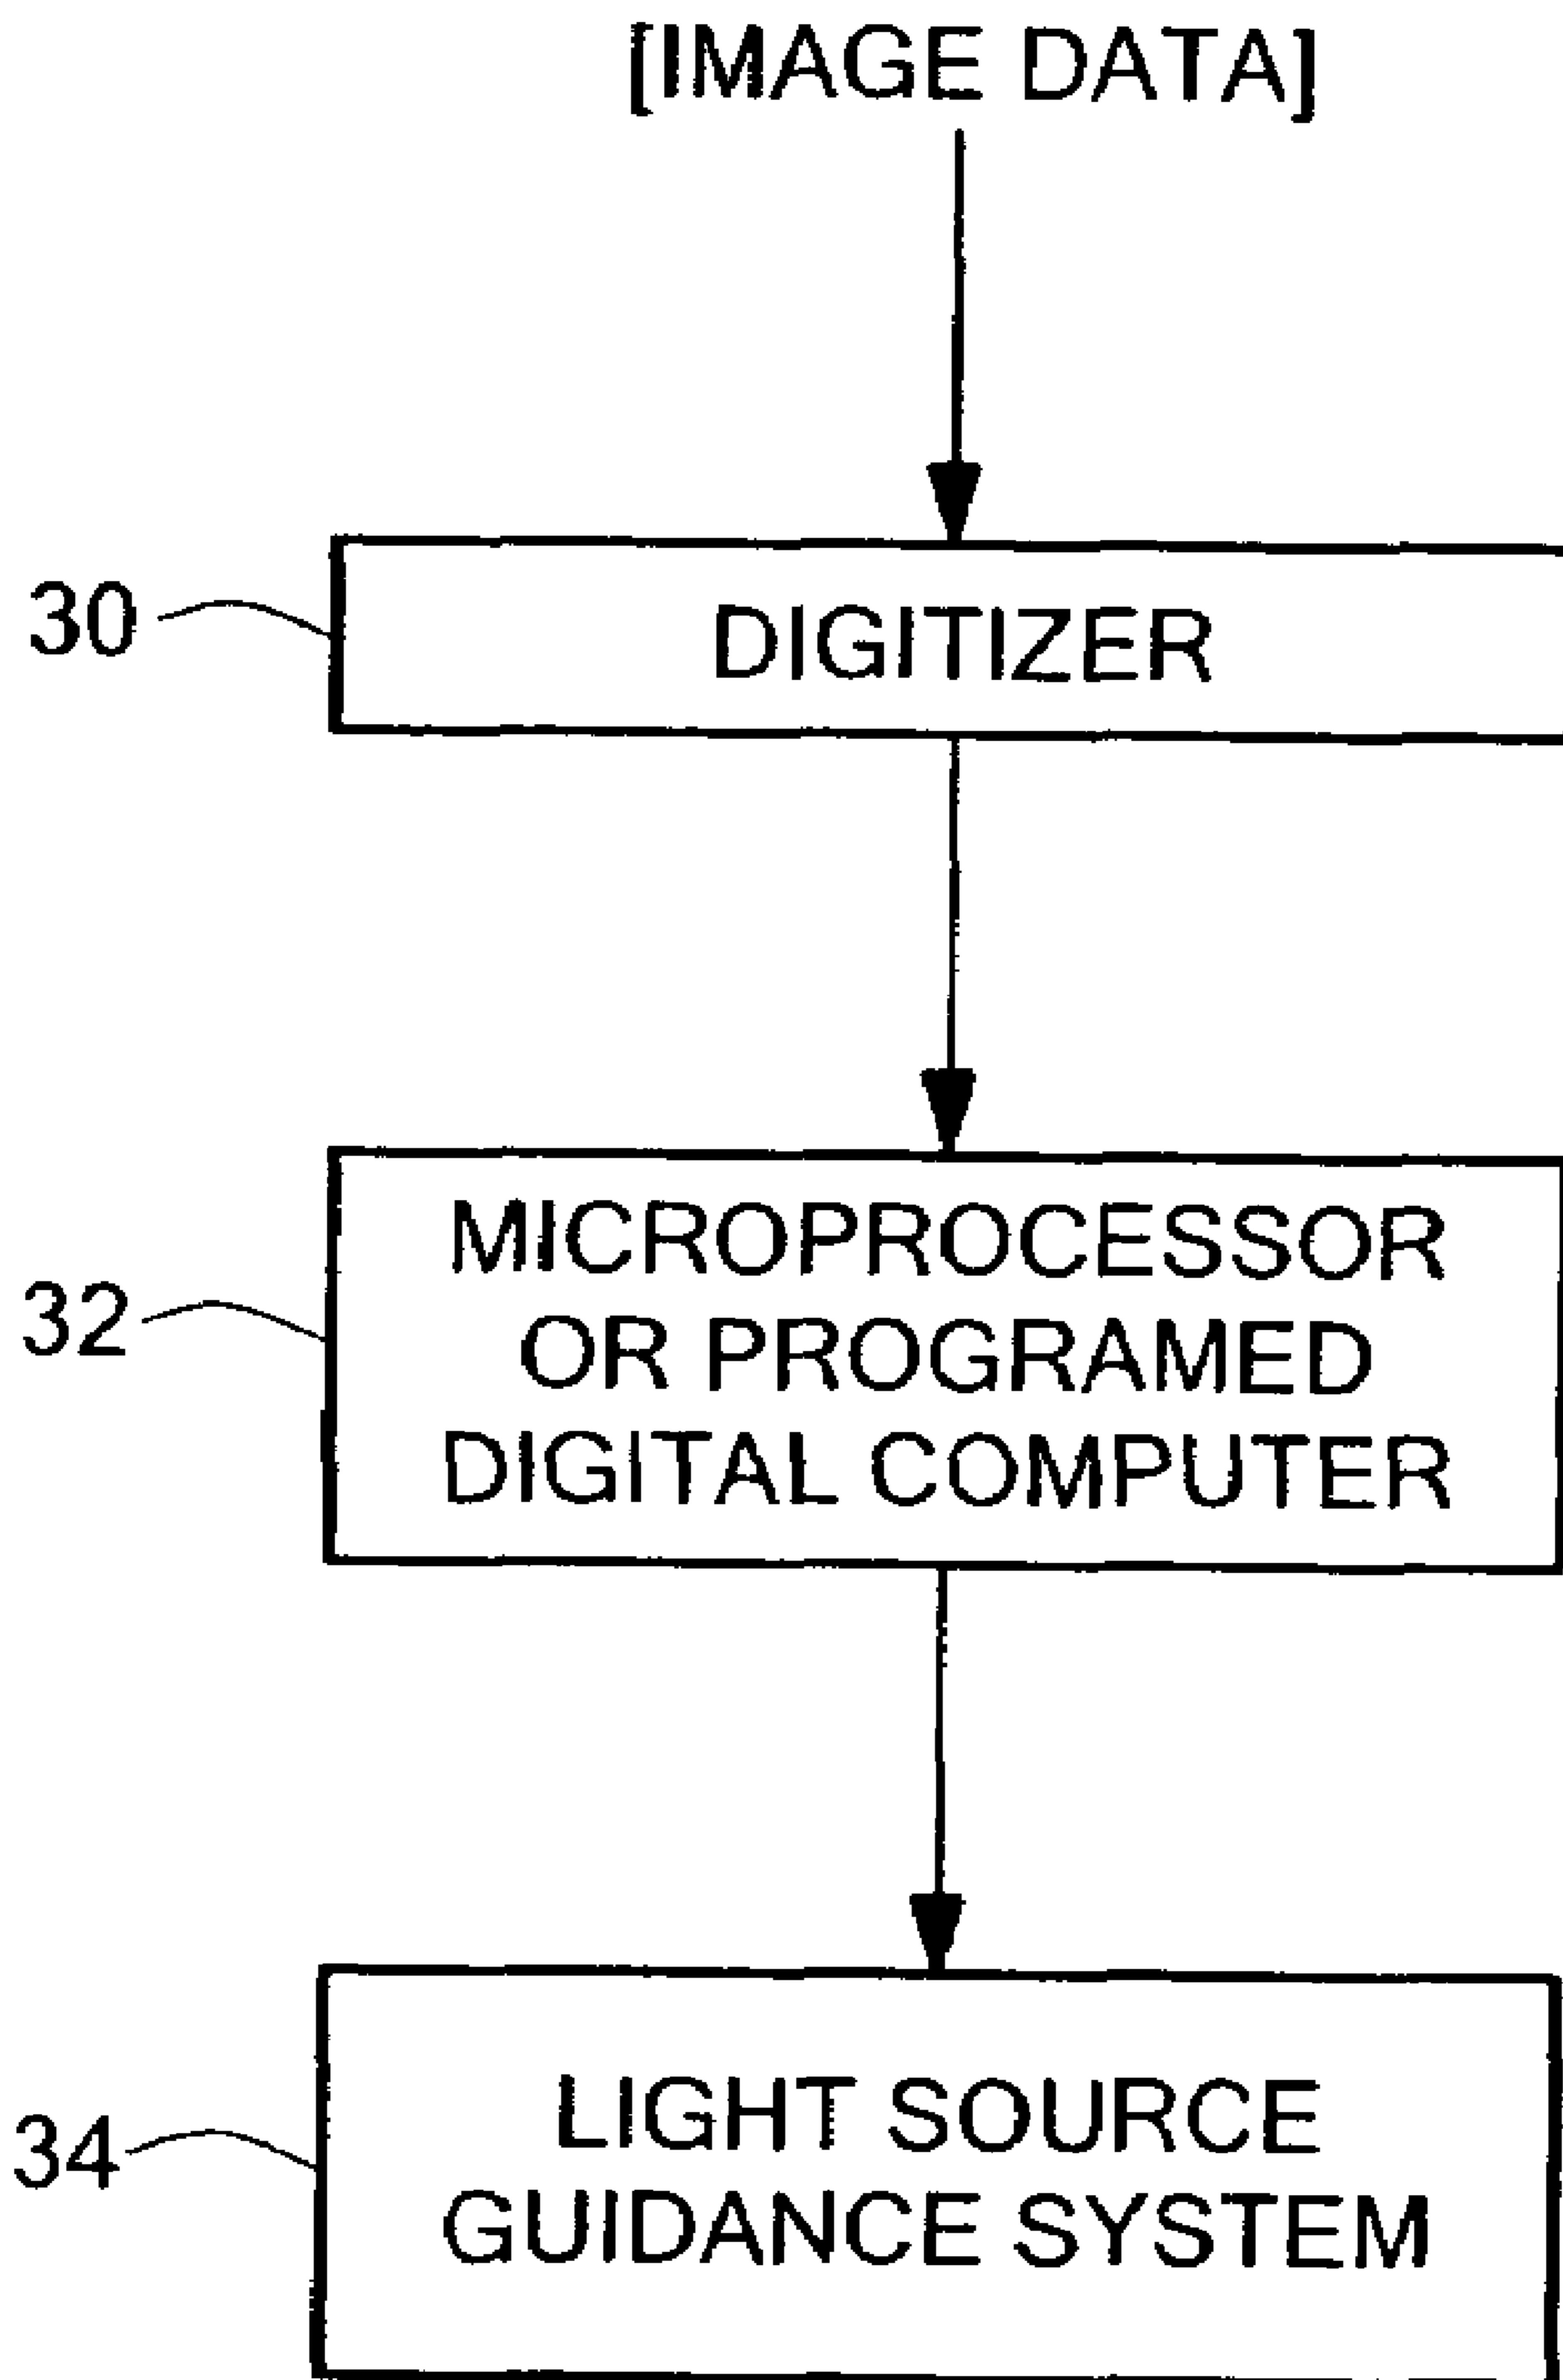 [IMAGE DATA]
30
DIGITIZER
32
MICROPROCESSOR
OR PROGRAMED
DIGITAL COMPUTER
34
LIGHT SOURCE
GUIDANCE SYSTEM